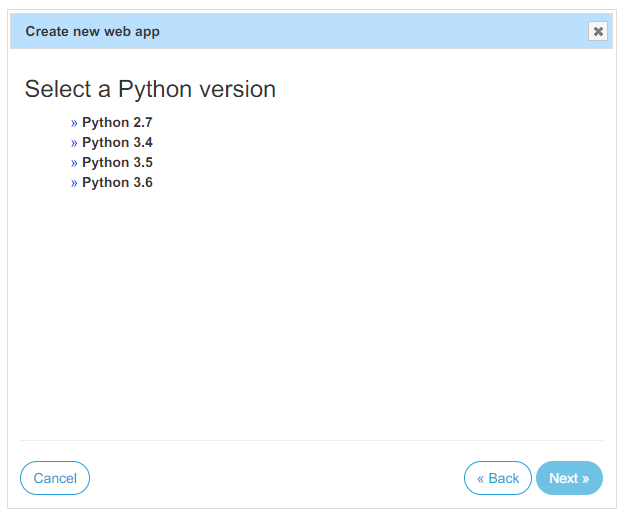 Create new web app
Select a Python version
» Python 2.7
» Python 3.4
» Python 3.5
» Python 3.6
Cancel
« Back
Next »